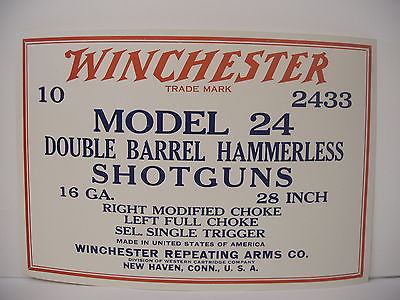 WINCHESTER
TRADE MARK
10 2433
MODEL 24
DOUBLE BARREL HAMMERLESS
SHOTGUNS
16 GA. 28 INCH
RIGHT MODIFIED CHOKE
LEFT FULL CHOKE
SEL. SINGLE TRIGGER
MADE IN UNITED STATES OF AMERICA
WINCHESTER REPEATING ARMS CO.
DIVISION OF WESTERN CARTRIDGE COMPANY
NEW HAVEN, CONN., U. S. A.